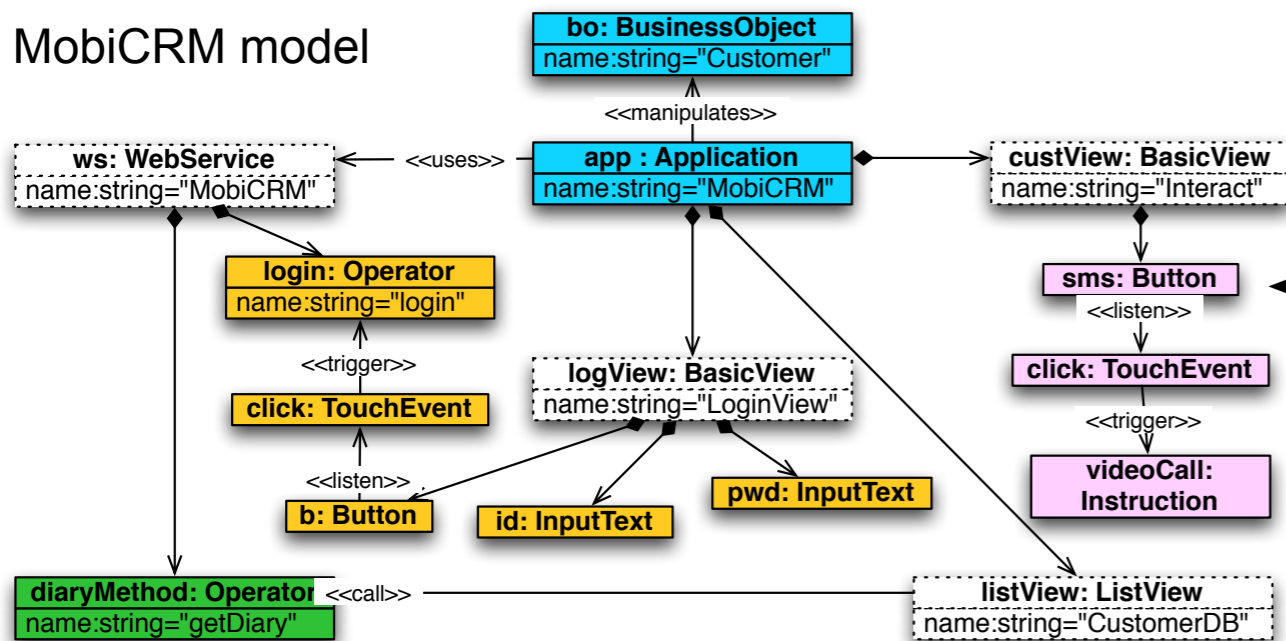 MobiCRM model
bo: BusinessObject
name:string="Customer"
<<manipulates>>
ws: WebService
name:string="MobiCRM"
<<uses>>
app : Application
name:string="MobiCRM"
custView: BasicView
name:string="Interact"
login: Operator
name:string="login"
sms: Button
<<listen>>
<<trigger>>
click: TouchEvent
logView: BasicView
name:string="LoginView"
click: TouchEvent
<<trigger>>
<<listen>>
b: Button
id: InputText
pwd: InputText
videoCall:
Instruction
diaryMethod: Operator
name:string="getDiary"
<<call>>
listView: ListView
name:string="CustomerDB"